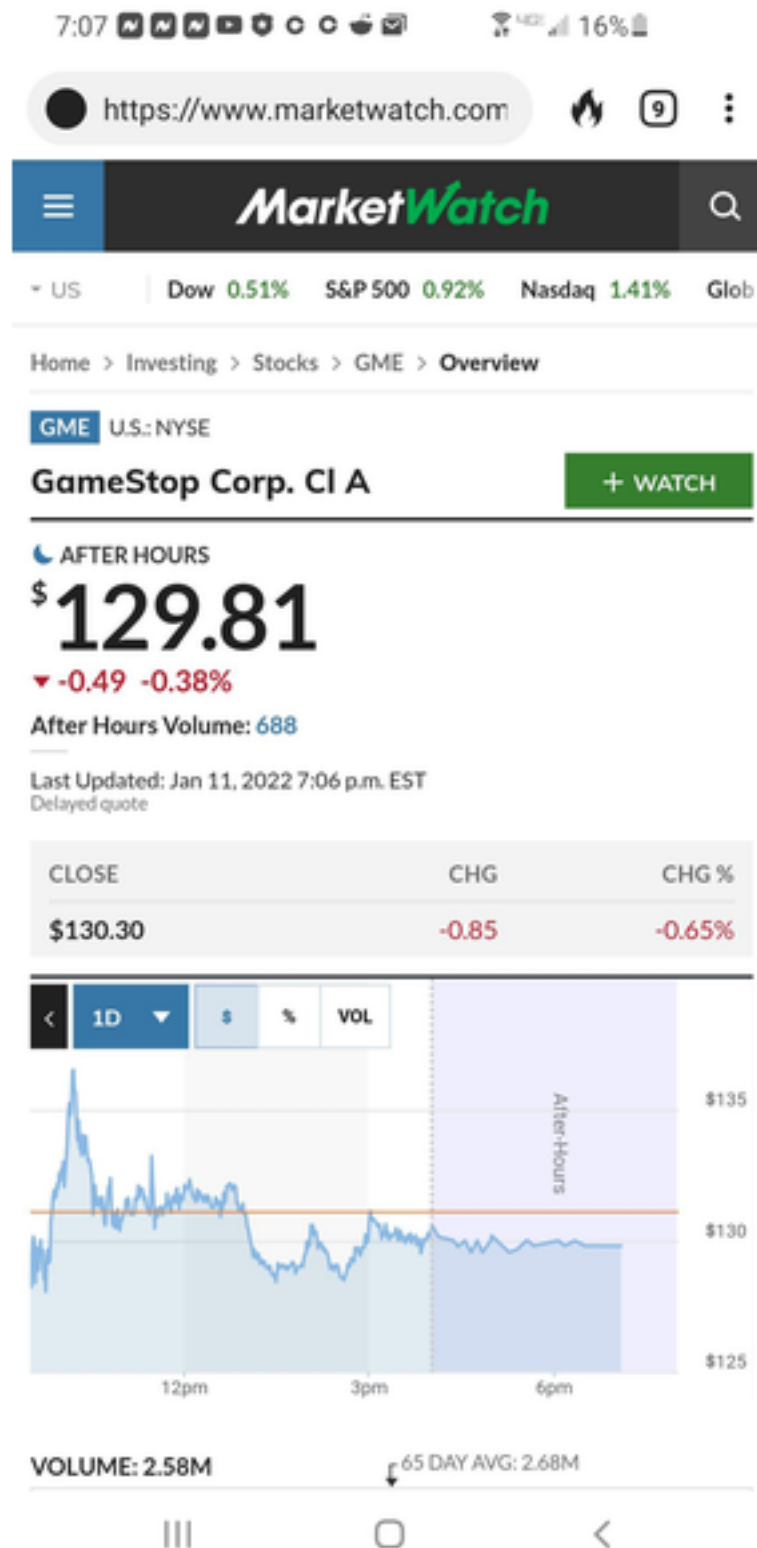 7:07 4GE 16%
https://www.marketwatch.com 9
MarketWatch
US Dow 0.51% S&P 500 0.92% Nasdaq 1.41% Glob
Home > Investing > Stocks > GME > Overview
GME U.S.: NYSE
GameStop Corp. Cl A + WATCH
AFTER HOURS
$129.81
-0.49 -0.38%
After Hours Volume: 688
Last Updated: Jan 11, 2022 7:06 p.m. EST
Delayed quote
CLOSE CHG CHG %
$130.30 -0.85 -0.65%
< 1D $ % VOL
After-Hours
$135
$130
$125
12pm 3pm 6pm
VOLUME: 2.58M 65 DAY AVG: 2.68M